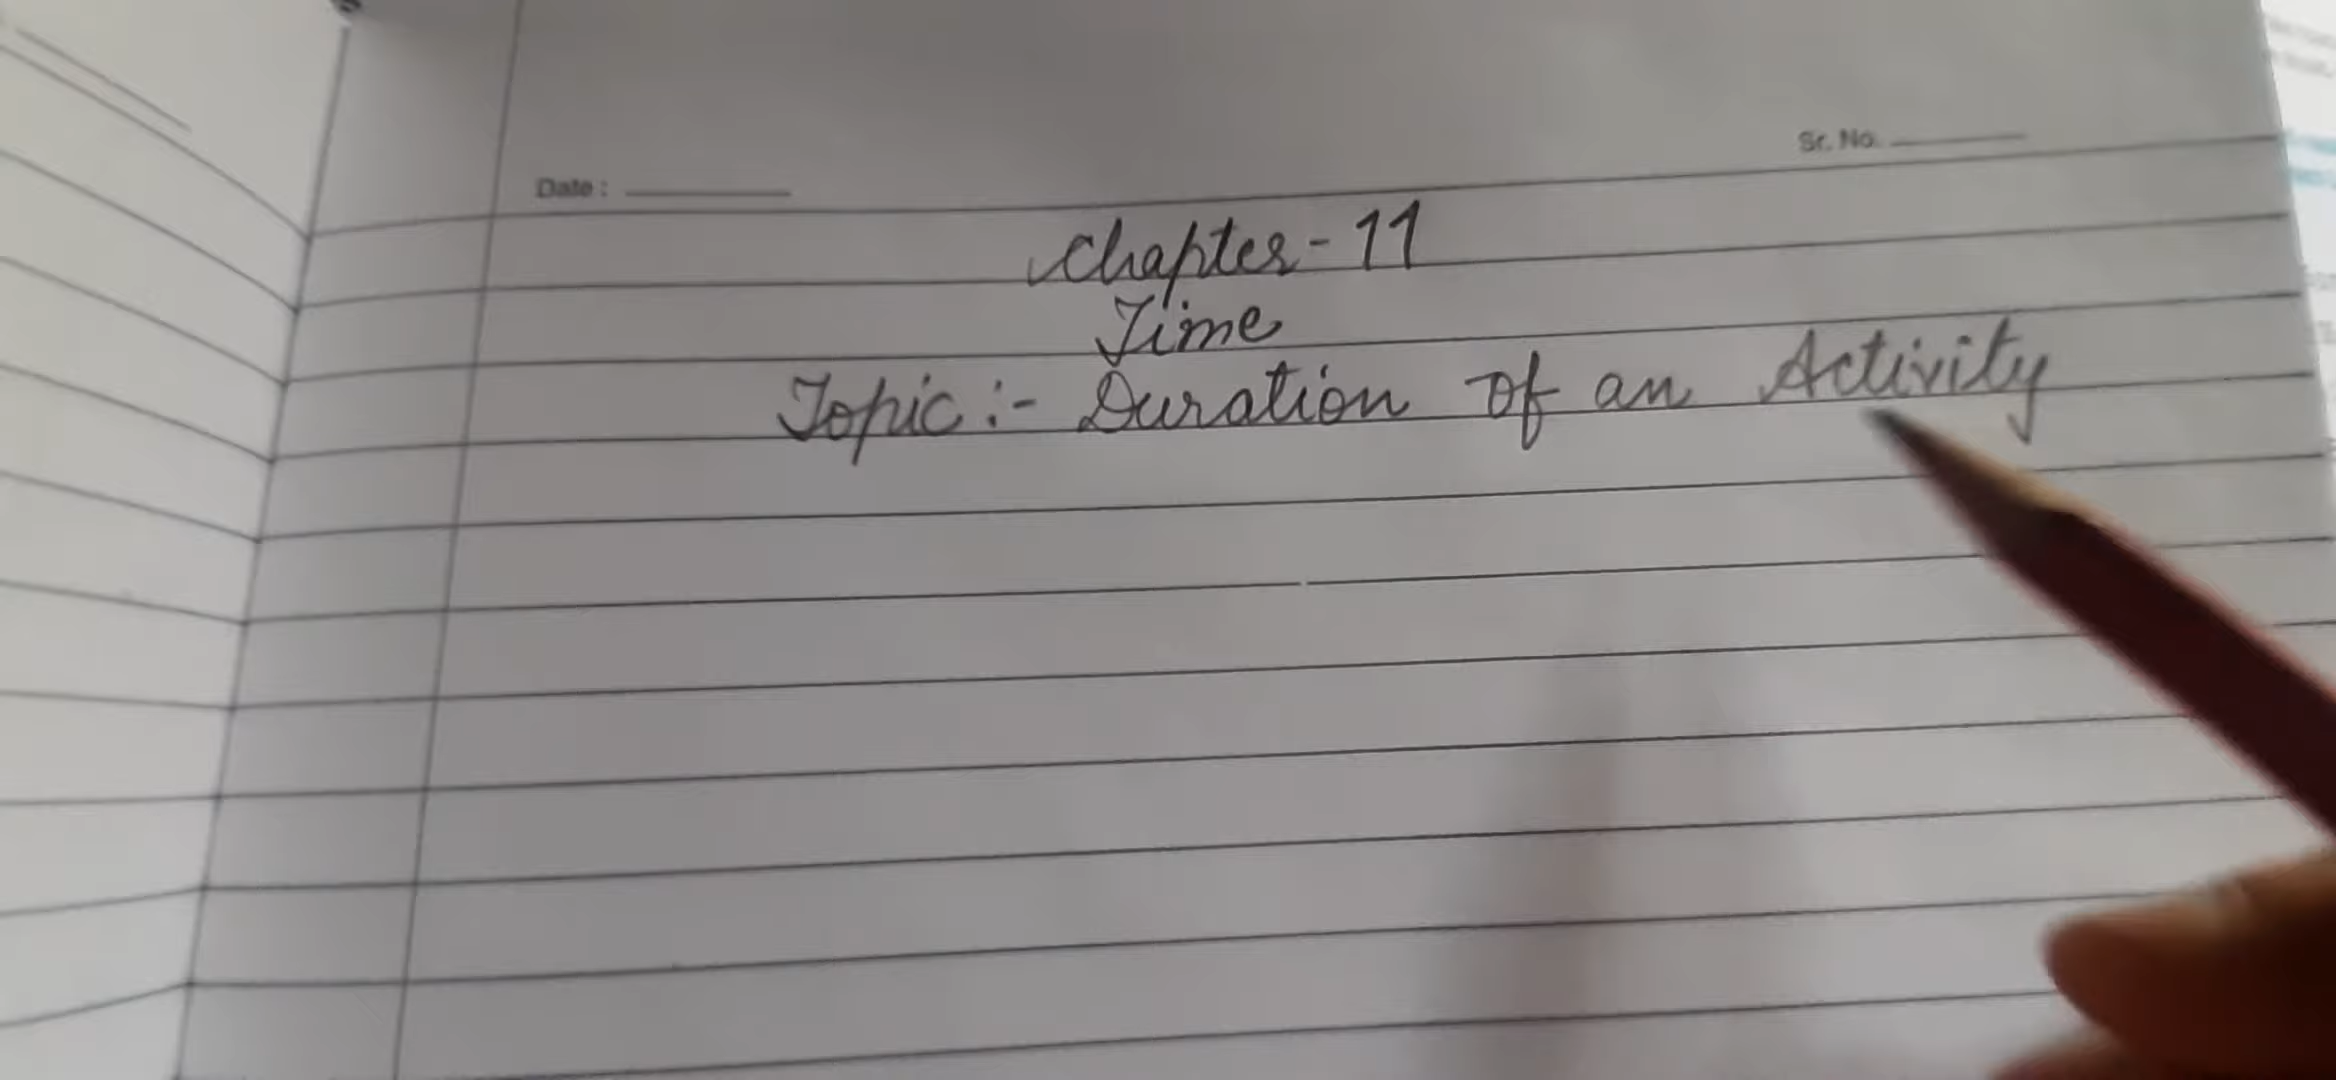 Sr. No.
Date :
Chapter - 11
Time
Topic :- Duration of an Activity